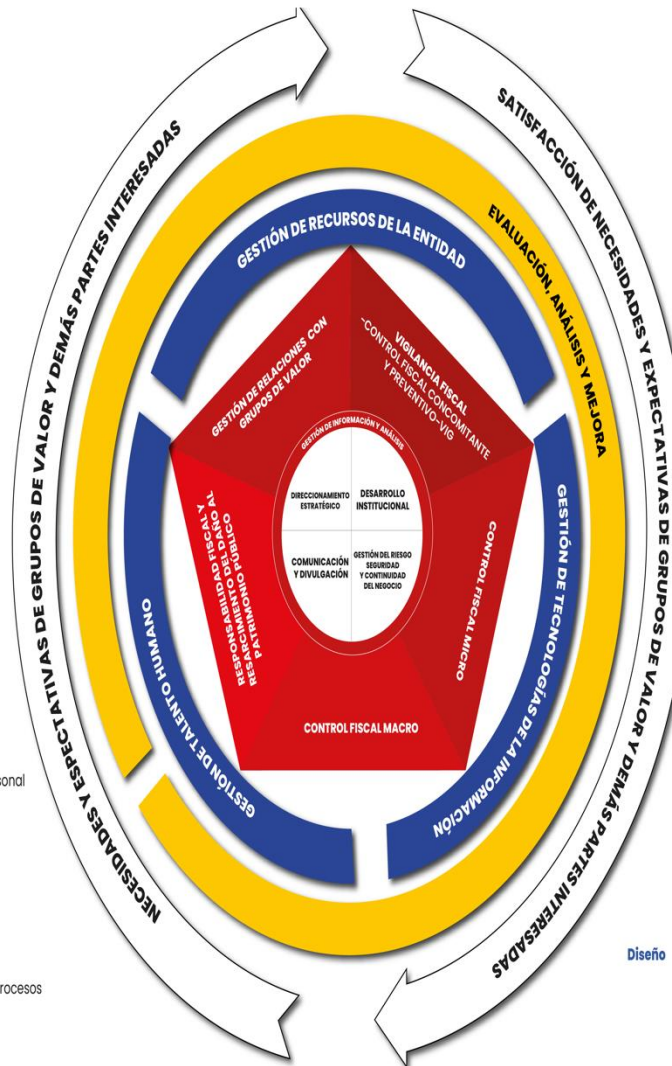 NECESIDADES Y ESPECTATIVAS DE GRUPOS DE VALOR Y DEMÁS PARTES INTERESADAS
SATISFACCIÓN DE NECESIDADES Y EXPECTATIVAS DE GRUPOS DE VALOR Y DEMÁS PARTES INTERESADAS
EVALUACIÓN, ANÁLISIS Y MEJORA
GESTIÓN DE RECURSOS DE LA ENTIDAD
GESTIÓN DE TECNOLOGÍAS DE LA INFORMACIÓN
GESTIÓN DE TALENTO HUMANO
GESTIÓN DE RELACIONES CON
GRUPOS DE VALOR
VIGILANCIA FISCAL
-CONTROL FISCAL CONCOMITANTE
Y PREVENTIVO-VIG
CONTROL FISCAL MICRO
CONTROL FISCAL MACRO
RESPONSABILIDAD FISCAL Y
RESARCIMIENTO DEL DAÑO AL
PATRIMONIO PÚBLICO
GESTIÓN DE INFORMACIÓN Y ANÁLISIS
DIRECCIONAMIENTO
ESTRATÉGICO
DESARROLLO
INSTITUCIONAL
COMUNICACIÓN
Y DIVULGACIÓN
GESTIÓN DEL RIESGO
SEGURIDAD
Y CONTINUIDAD
DEL NEGOCIO
sonal
rocesos
Diseño